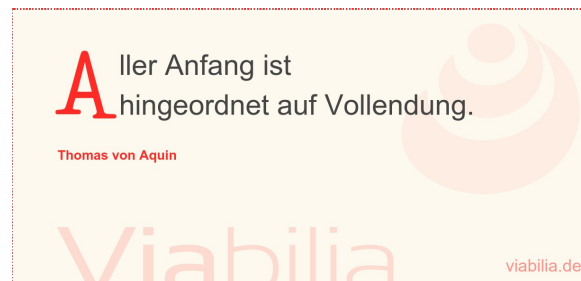 Aller Anfang ist
hingeordnet auf Vollendung.
Thomas von Aquin
Viabilia
viabilia.de